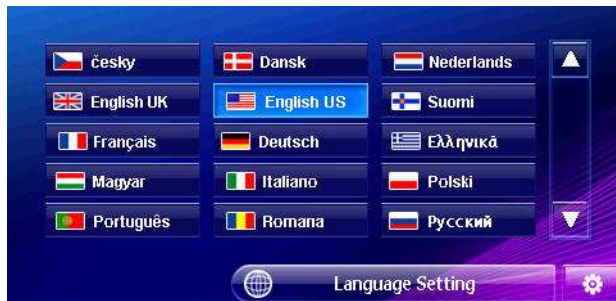 česky
Dansk
Nederlands
English UK
English US
Suomi
Français
Deutsch
Ελληνικά
Magyar
Italiano
Polski
Português
Romana
Русский
Language Setting